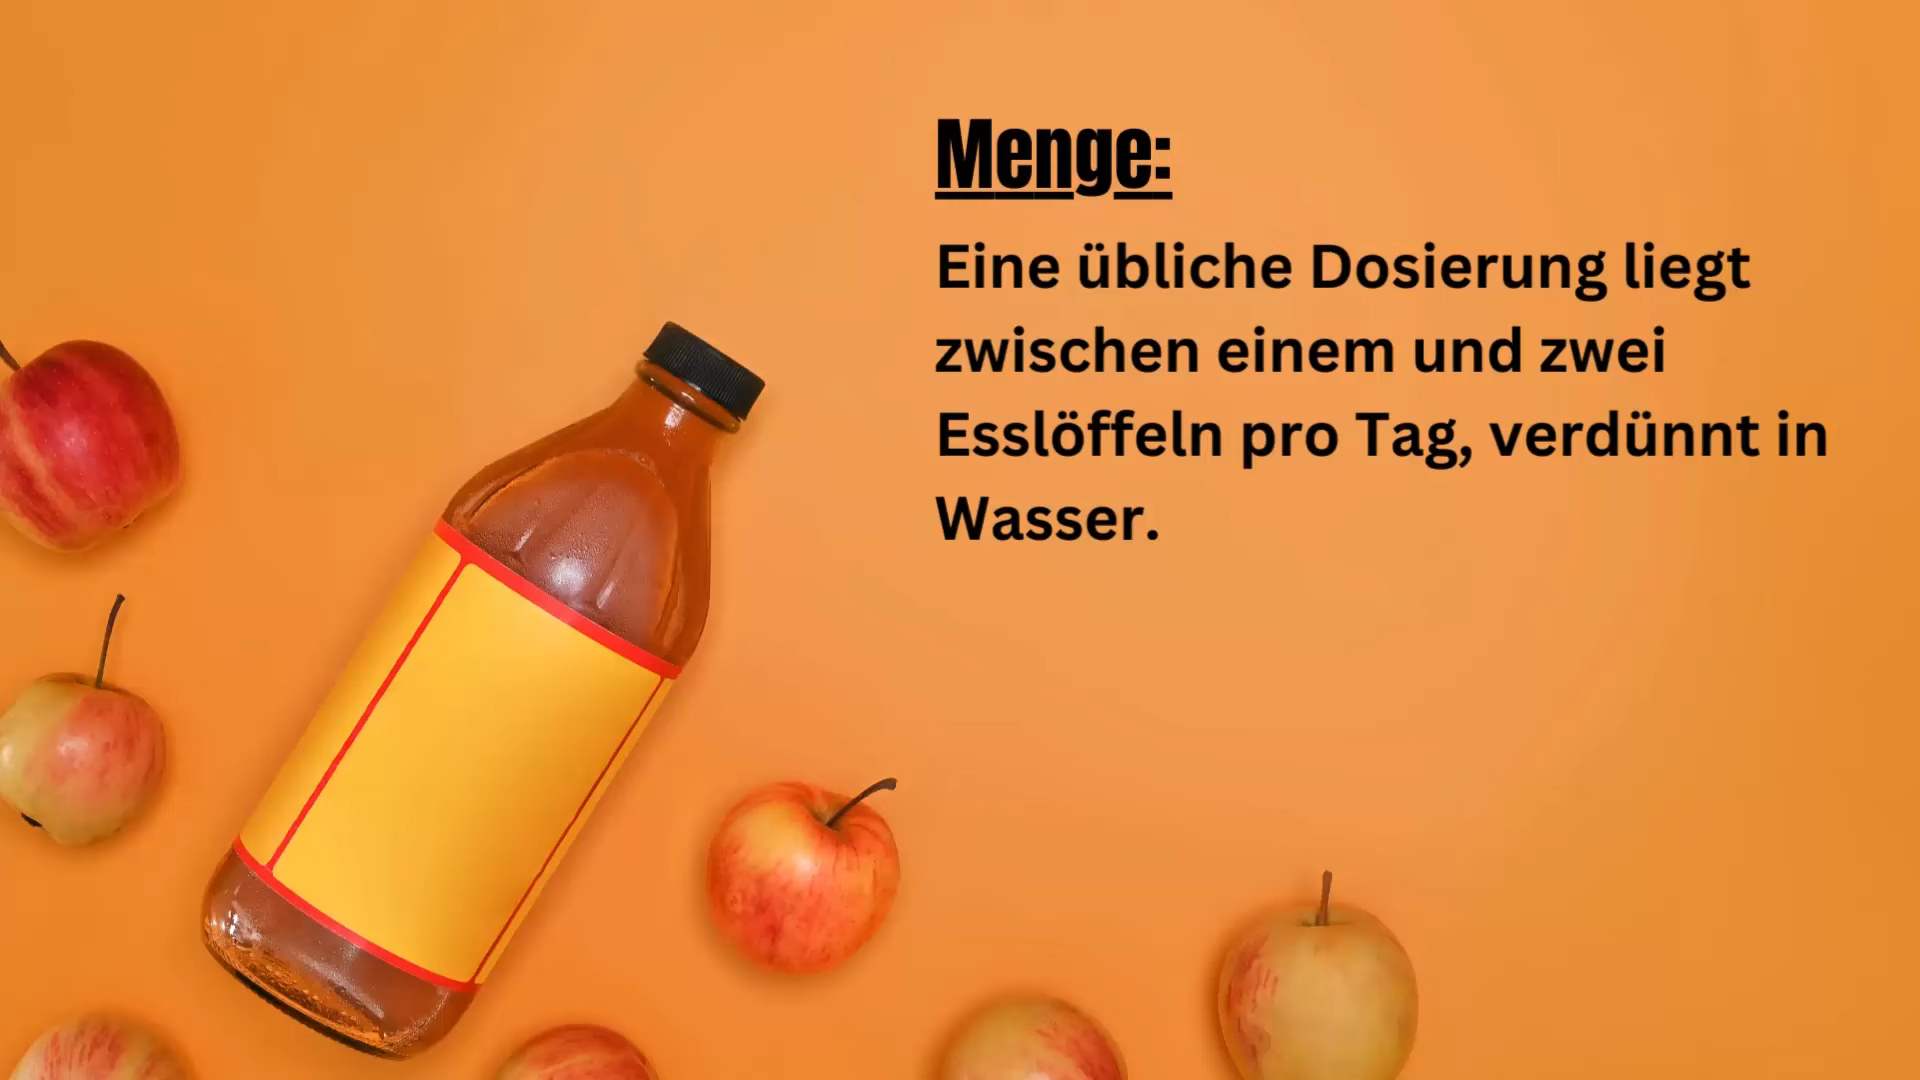 Menge:
Eine übliche Dosierung liegt
zwischen einem und zwei
Esslöffeln pro Tag, verdünnt in
Wasser.